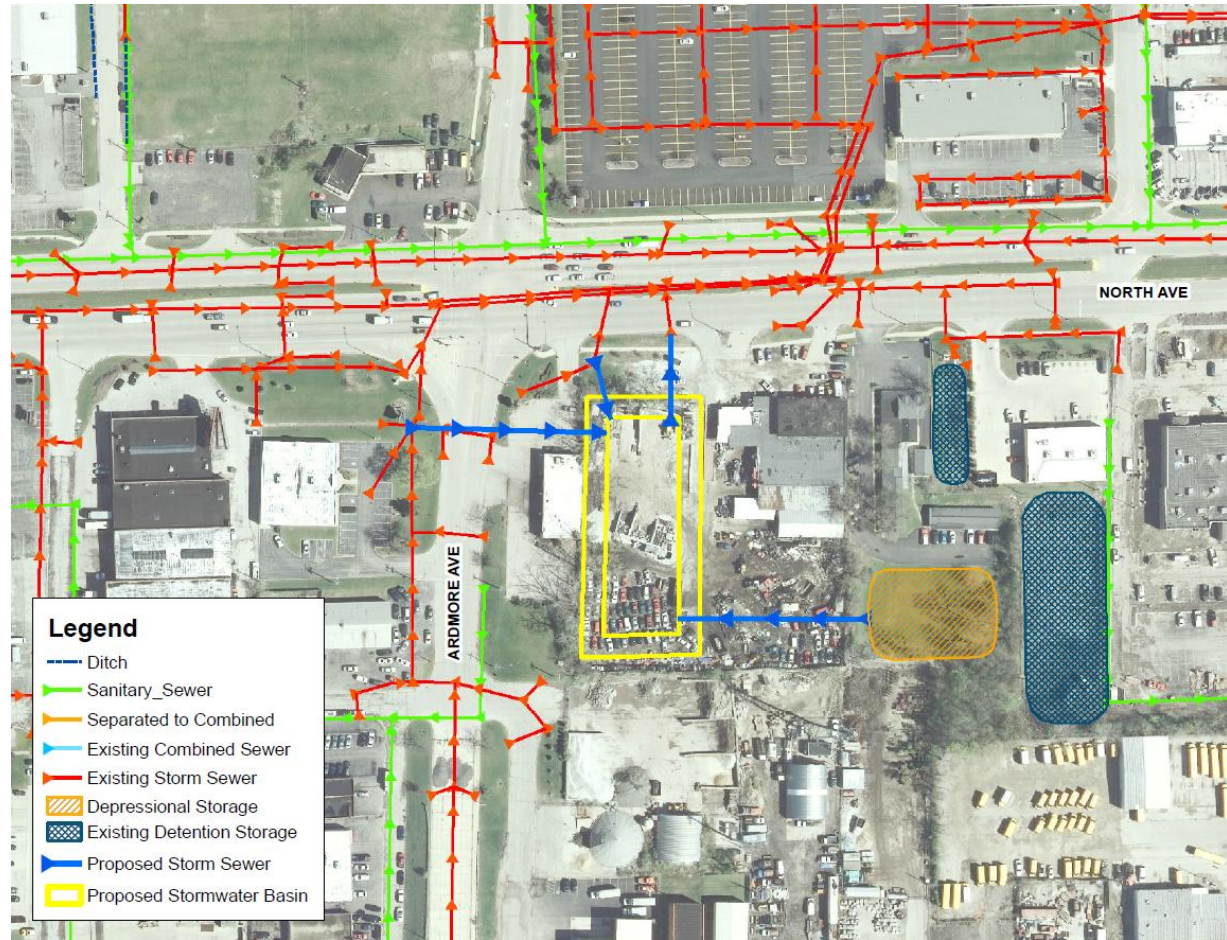 NORTH AVE
ARDMORE AVE
Legend
Ditch
Sanitary_Sewer
Separated to Combined
Existing Combined Sewer
Existing Storm Sewer
Depressional Storage
Existing Detention Storage
Proposed Storm Sewer
Proposed Stormwater Basin